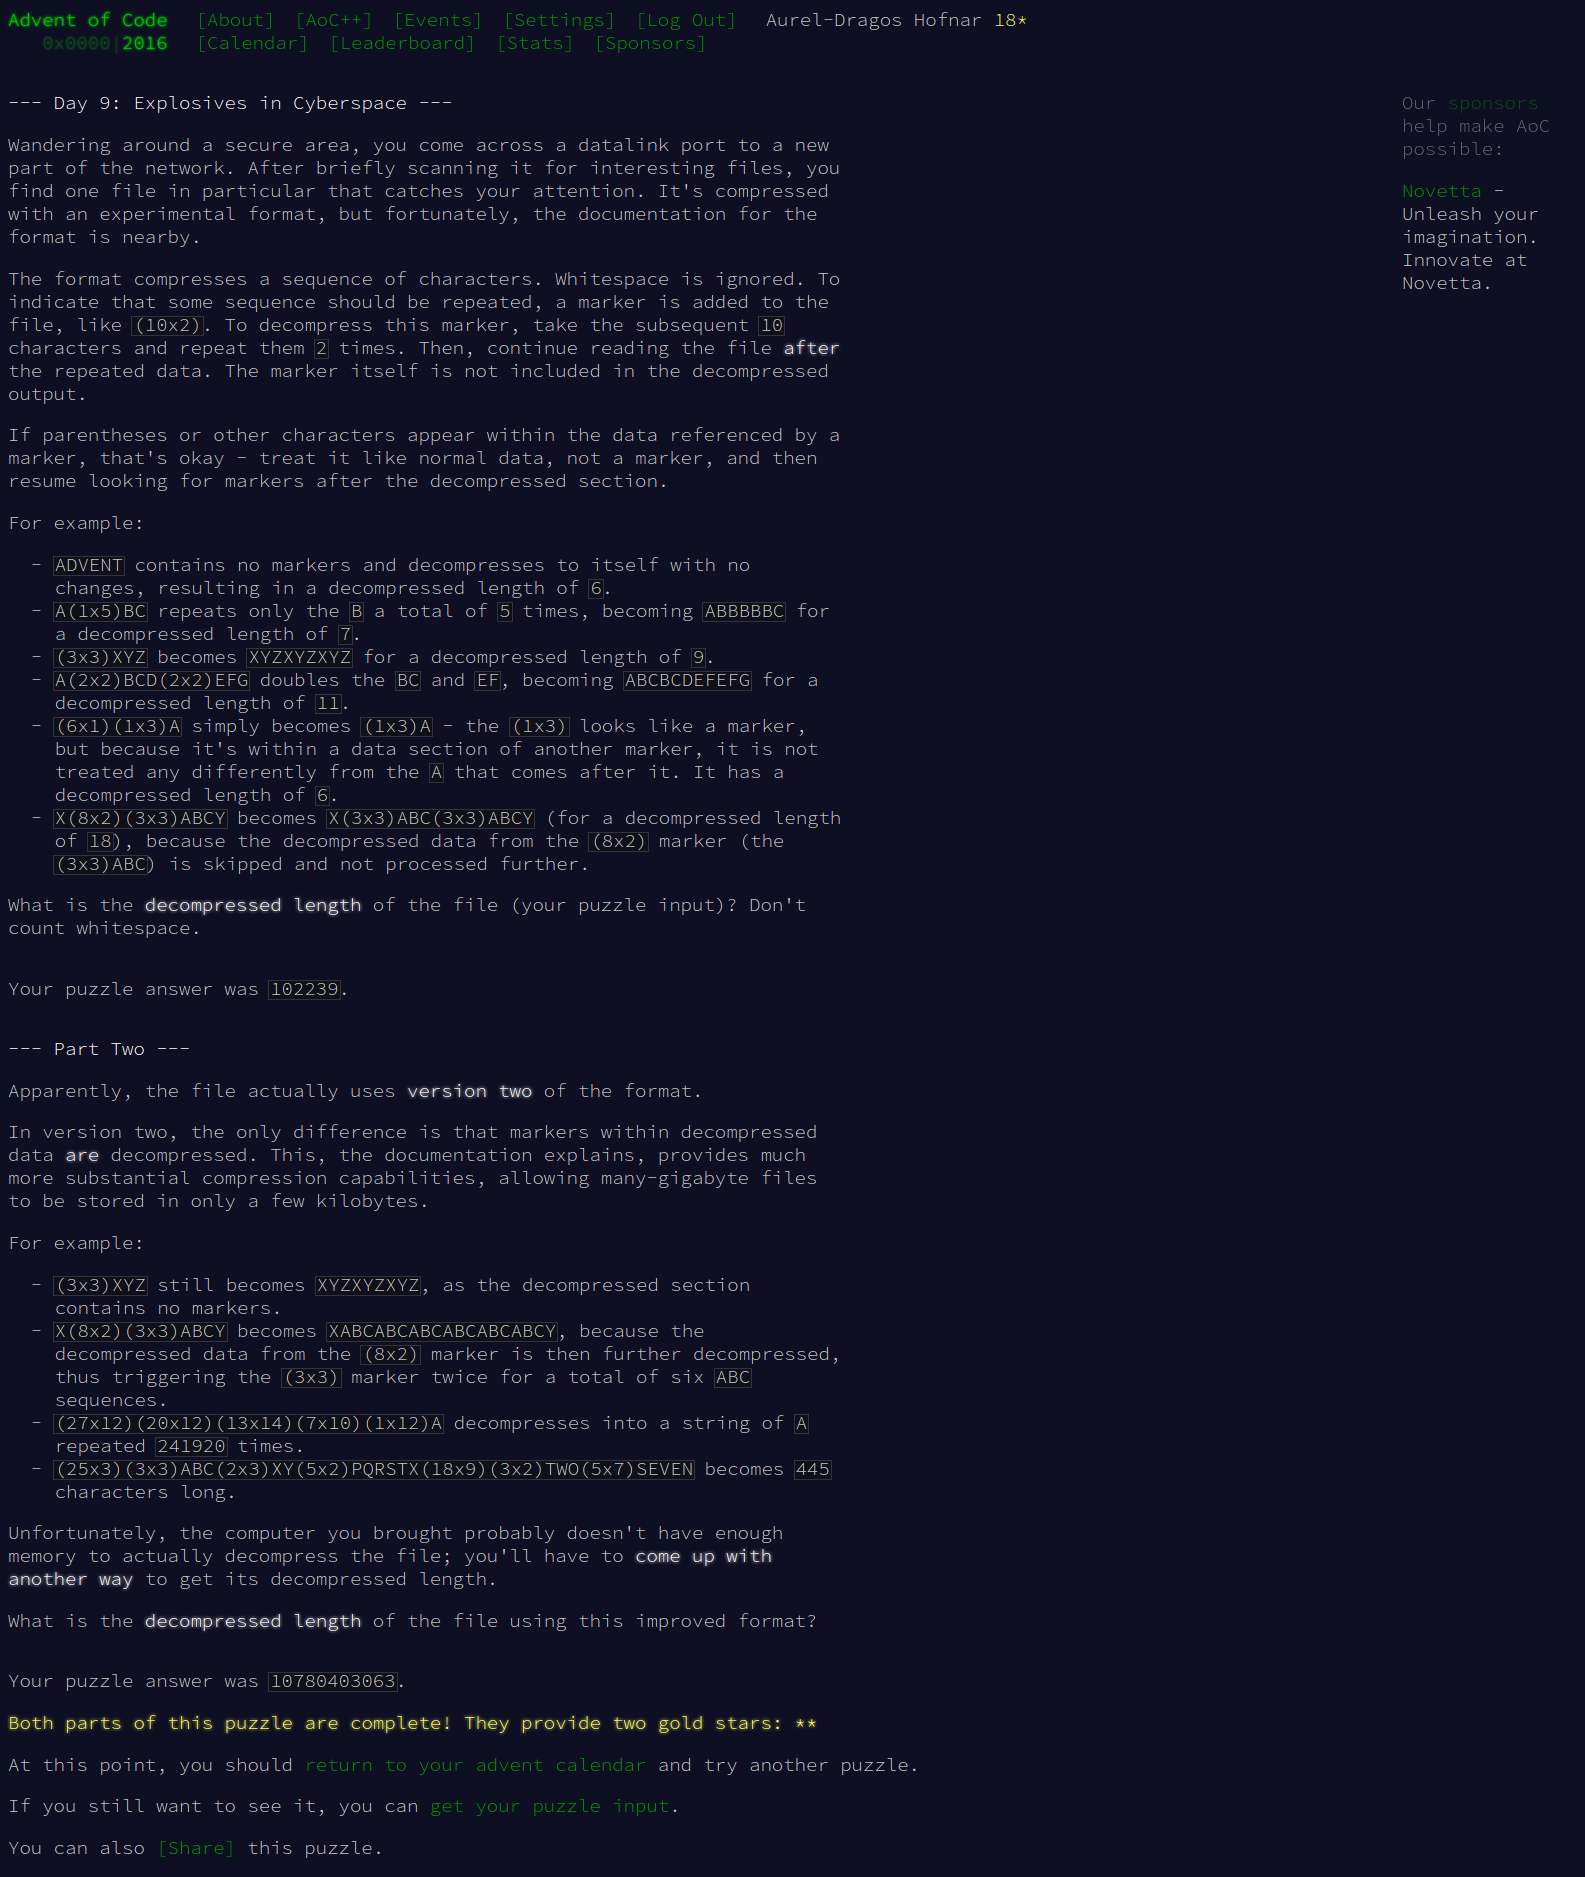 Advent of Code [About] [AoC++] [Events] [Settings] [Log Out] Aurel-Dragos Hofnar 18*
0x0000|2016 [Calendar] [Leaderboard] [Stats] [Sponsors]
--- Day 9: Explosives in Cyberspace ---
Wandering around a secure area, you come across a datalink port to a new
part of the network. After briefly scanning it for interesting files, you
find one file in particular that catches your attention. It's compressed
with an experimental format, but fortunately, the documentation for the
format is nearby.
The format compresses a sequence of characters. Whitespace is ignored. To
indicate that some sequence should be repeated, a marker is added to the
file, like (10x2). To decompress this marker, take the subsequent 10
characters and repeat them 2 times. Then, continue reading the file after
the repeated data. The marker itself is not included in the decompressed
output.
If parentheses or other characters appear within the data referenced by a
marker, that's okay - treat it like normal data, not a marker, and then
resume looking for markers after the decompressed section.
For example:
- ADVENT contains no markers and decompresses to itself with no
changes, resulting in a decompressed length of 6.
- A(1x5)BC repeats only the B a total of 5 times, becoming ABBBBBC for
a decompressed length of 7.
- (3x3)XYZ becomes XYZXYZXYZ for a decompressed length of 9.
- A(2x2)BCD(2x2)EFG doubles the BC and EF, becoming ABCBCDEFEFG for a
decompressed length of 11.
- (6x1)(1x3)A simply becomes (1x3)A - the (1x3) looks like a marker,
but because it's within a data section of another marker, it is not
treated any differently from the A that comes after it. It has a
decompressed length of 6.
- X(8x2)(3x3)ABCY becomes X(3x3)ABC(3x3)ABCY (for a decompressed length
of 18), because the decompressed data from the (8x2) marker (the
(3x3)ABC) is skipped and not processed further.
What is the decompressed length of the file (your puzzle input)? Don't
count whitespace.
Your puzzle answer was 102239.
--- Part Two ---
Apparently, the file actually uses version two of the format.
In version two, the only difference is that markers within decompressed
data are decompressed. This, the documentation explains, provides much
more substantial compression capabilities, allowing many-gigabyte files
to be stored in only a few kilobytes.
For example:
- (3x3)XYZ still becomes XYZXYZXYZ, as the decompressed section
contains no markers.
- X(8x2)(3x3)ABCY becomes XABCABCABCABCABCABCY, because the
decompressed data from the (8x2) marker is then further decompressed,
thus triggering the (3x3) marker twice for a total of six ABC
sequences.
- (27x12)(20x12)(13x14)(7x10)(1x12)A decompresses into a string of A
repeated 241920 times.
- (25x3)(3x3)ABC(2x3)XY(5x2)PQRSTX(18x9)(3x2)TWO(5x7)SEVEN becomes 445
characters long.
Unfortunately, the computer you brought probably doesn't have enough
memory to actually decompress the file; you'll have to come up with
another way to get its decompressed length.
What is the decompressed length of the file using this improved format?
Your puzzle answer was 10780403063.
Both parts of this puzzle are complete! They provide two gold stars: **
At this point, you should return to your advent calendar and try another puzzle.
If you still want to see it, you can get your puzzle input.
You can also [Share] this puzzle.
Our sponsors
help make AoC
possible:
Novetta -
Unleash your
imagination.
Innovate at
Novetta.